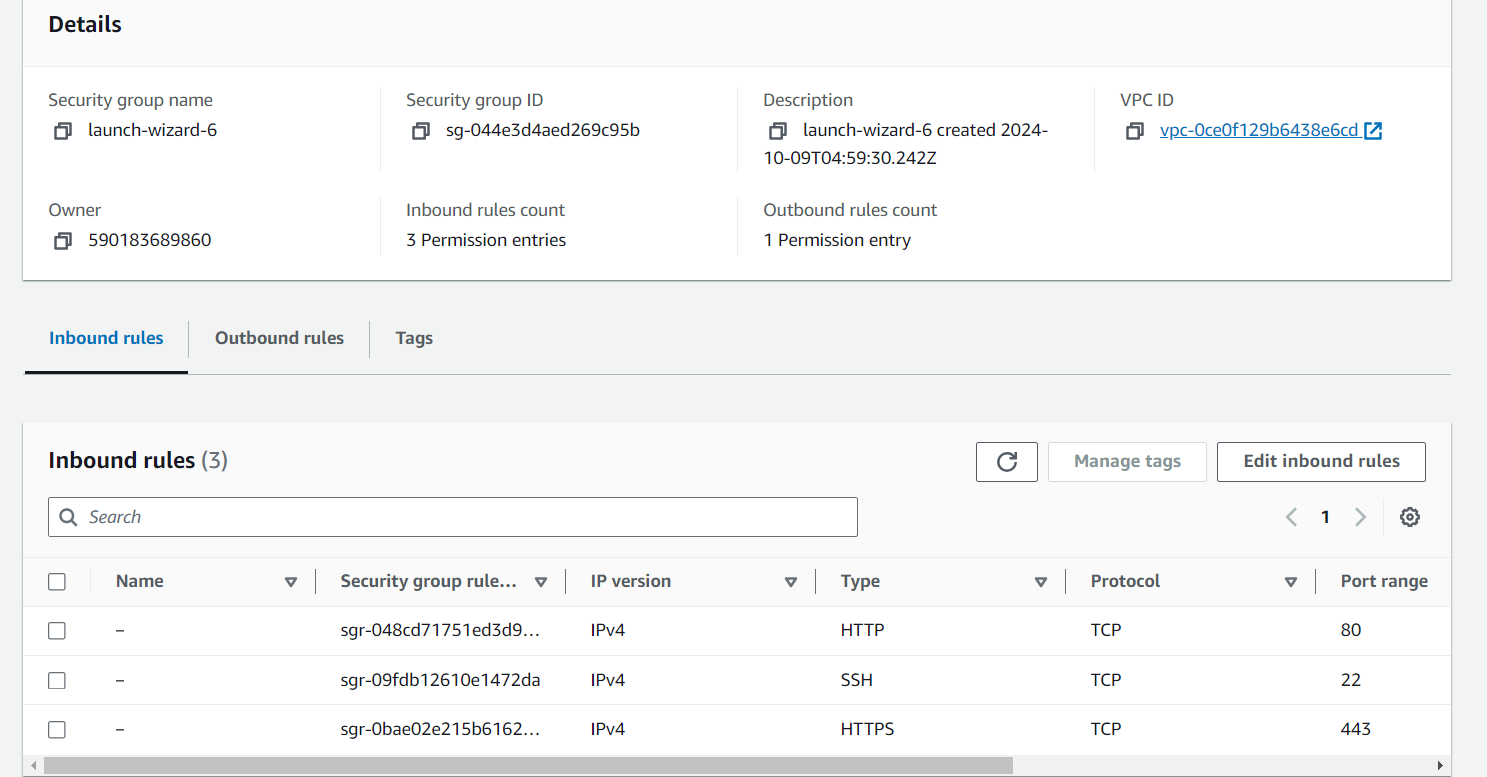 Details
Security group name
launch-wizard-6
Security group ID
sg-044e3d4aed269c95b
Description
launch-wizard-6 created 2024-
10-09T04:59:30.242Z
VPC ID
vpc-0ce0f129b6438e6cd
Owner
590183689860
Inbound rules count
3 Permission entries
Outbound rules count
1 Permission entry
Inbound rules Outbound rules Tags
Inbound rules (3)
Manage tags Edit inbound rules
Search
1
Name Security group rule... IP version Type Protocol Port range
– sgr-048cd71751ed3d9... IPv4 HTTP TCP 80
– sgr-09fdb12610e1472da IPv4 SSH TCP 22
– sgr-0bae02e215b6162... IPv4 HTTPS TCP 443